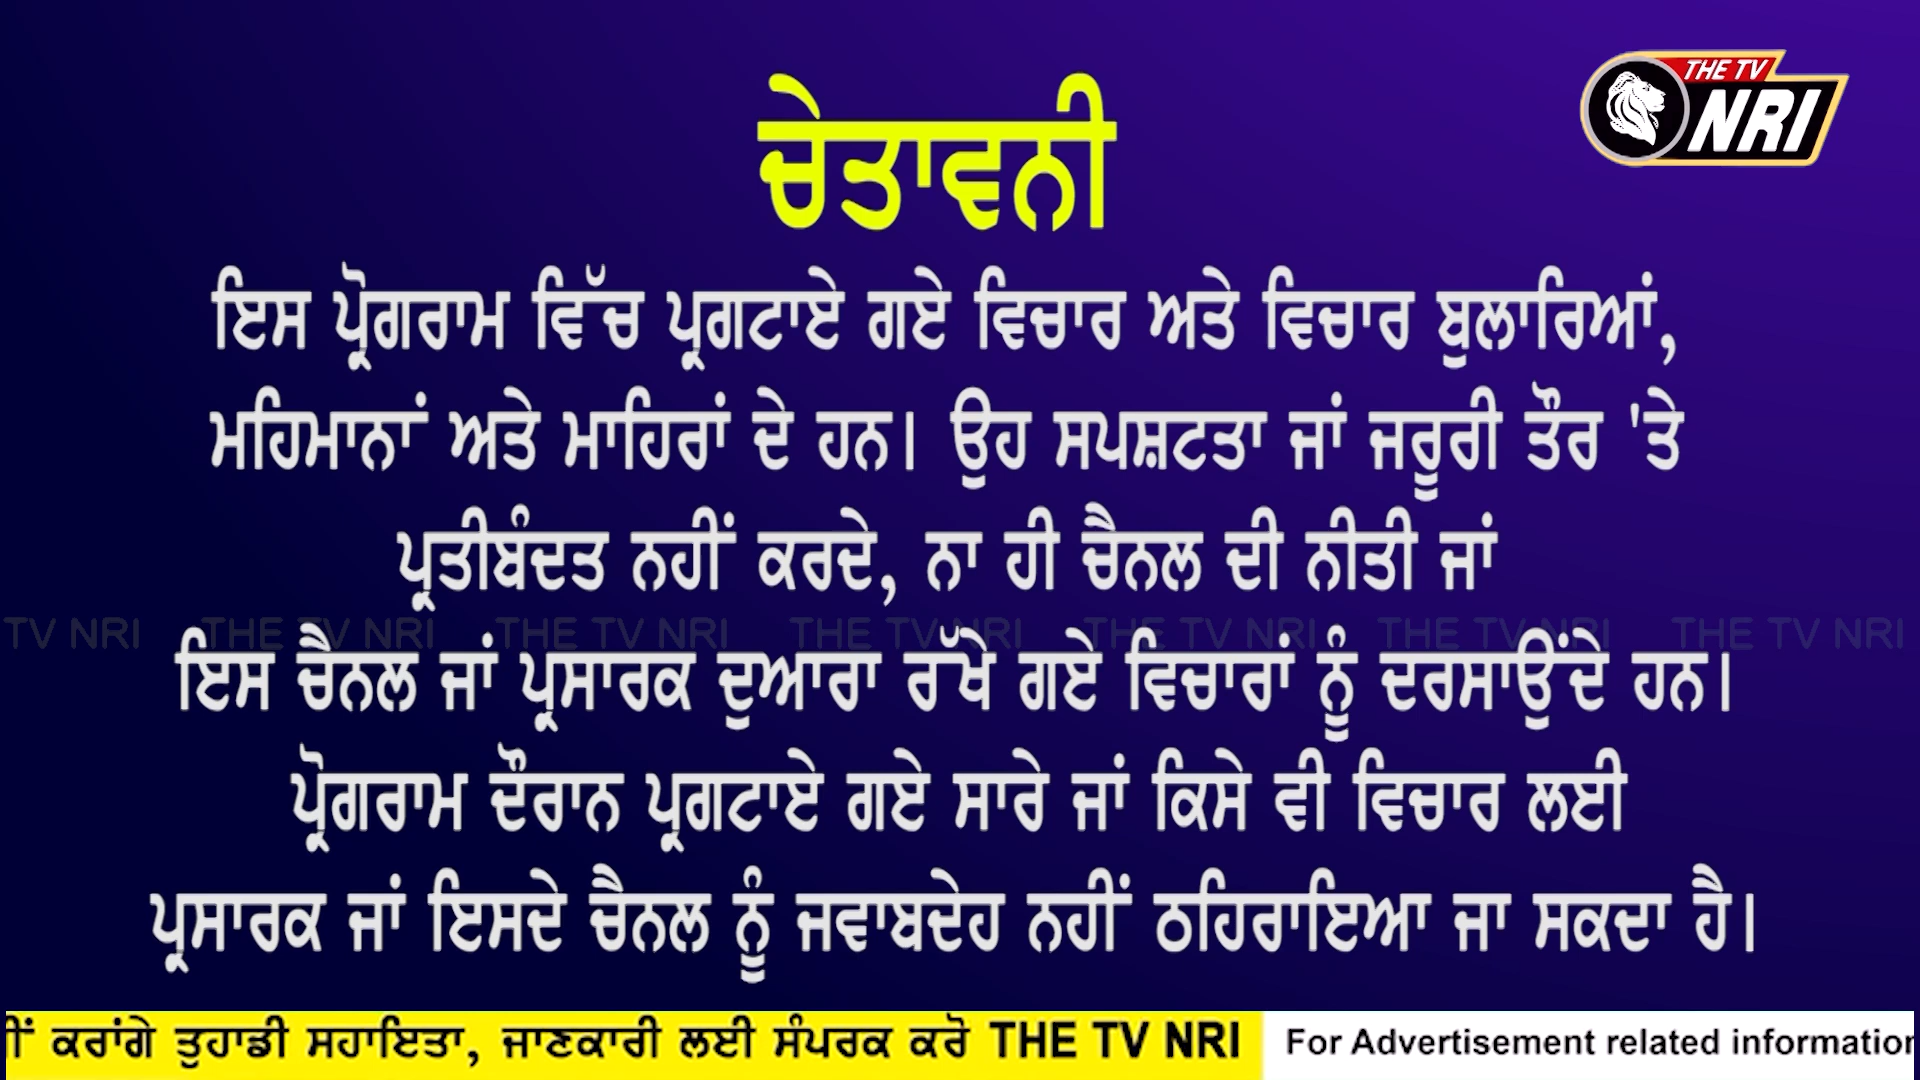 THE TV
NRI
ਚੇਤਾਵਨੀ
ਇਸ ਪ੍ਰੋਗਰਾਮ ਵਿੱਚ ਪ੍ਰਗਟਾਏ ਗਏ ਵਿਚਾਰ ਅਤੇ ਵਿਚਾਰ ਬੁਲਾਰਿਆਂ,
ਮਹਿਮਾਨਾਂ ਅਤੇ ਮਾਹਿਰਾਂ ਦੇ ਹਨ। ਉਹ ਸਪਸ਼ਟਤਾ ਜਾਂ ਜਰੂਰੀ ਤੌਰ 'ਤੇ
ਪ੍ਰਤੀਬੰਦਤ ਨਹੀਂ ਕਰਦੇ, ਨਾ ਹੀ ਚੈਨਲ ਦੀ ਨੀਤੀ ਜਾਂ
TV NRI THE TV NRI THE TV NRI THE TV NRI THE TV NRI THE TV NRI THE TV NRI
ਇਸ ਚੈਨਲ ਜਾਂ ਪ੍ਰਸਾਰਕ ਦੁਆਰਾ ਰੱਖੇ ਗਏ ਵਿਚਾਰਾਂ ਨੂੰ ਦਰਸਾਉਂਦੇ ਹਨ।
ਪ੍ਰੋਗਰਾਮ ਦੌਰਾਨ ਪ੍ਰਗਟਾਏ ਗਏ ਸਾਰੇ ਜਾਂ ਕਿਸੇ ਵੀ ਵਿਚਾਰ ਲਈ
ਪ੍ਰਸਾਰਕ ਜਾਂ ਇਸਦੇ ਚੈਨਲ ਨੂੰ ਜਵਾਬਦੇਹ ਨਹੀਂ ਠਹਿਰਾਇਆ ਜਾ ਸਕਦਾ ਹੈ।
ਕਰਾਂਗੇ ਤੁਹਾਡੀ ਸਹਾਇਤਾ, ਜਾਣਕਾਰੀ ਲਈ ਸੰਪਰਕ ਕਰੋ THE TV NRI For Advertisement related information